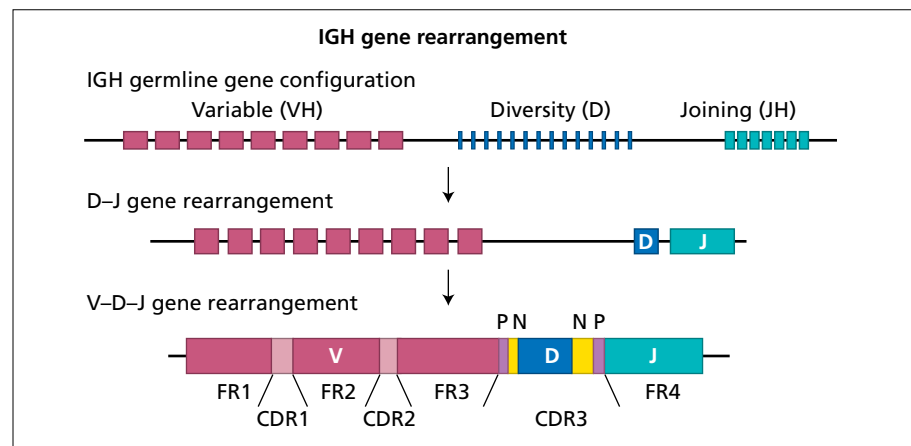 IGH gene rearrangement
IGH germline gene configuration
Variable (VH) Diversity (D) Joining (JH)
D–J gene rearrangement
D J
V–D–J gene rearrangement
P N N P
V D J
FR1 FR2 FR3 FR4
CDR1 CDR2 CDR3